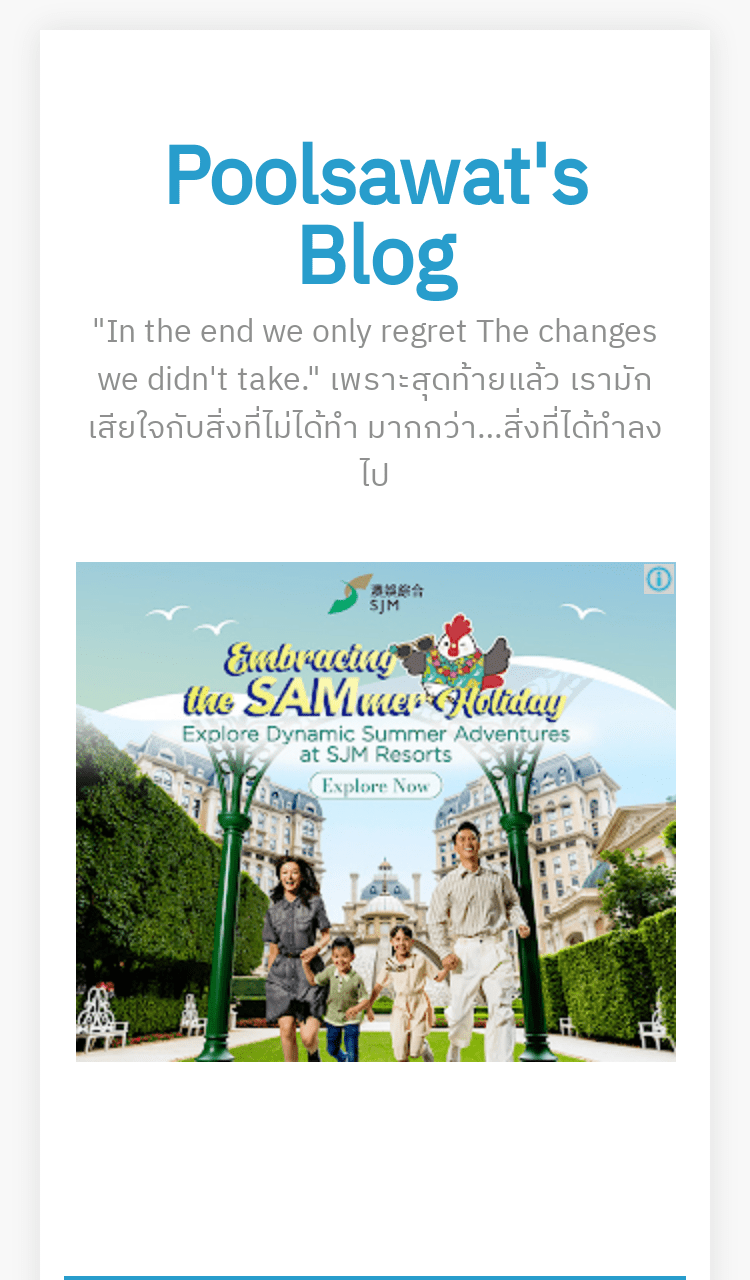 Poolsawat's
Blog
"In the end we only regret The changes
we didn't take." เพราะสุดท้ายแล้ว เรามัก
เสียใจกับสิ่งที่ไม่ได้ทำ มากกว่า...สิ่งที่ได้ทำลง
ไป
澳娛綜合
SJM
Embracing
the SAMmer Holiday
Explore Dynamic Summer Adventures
at SJM Resorts
Explore Now